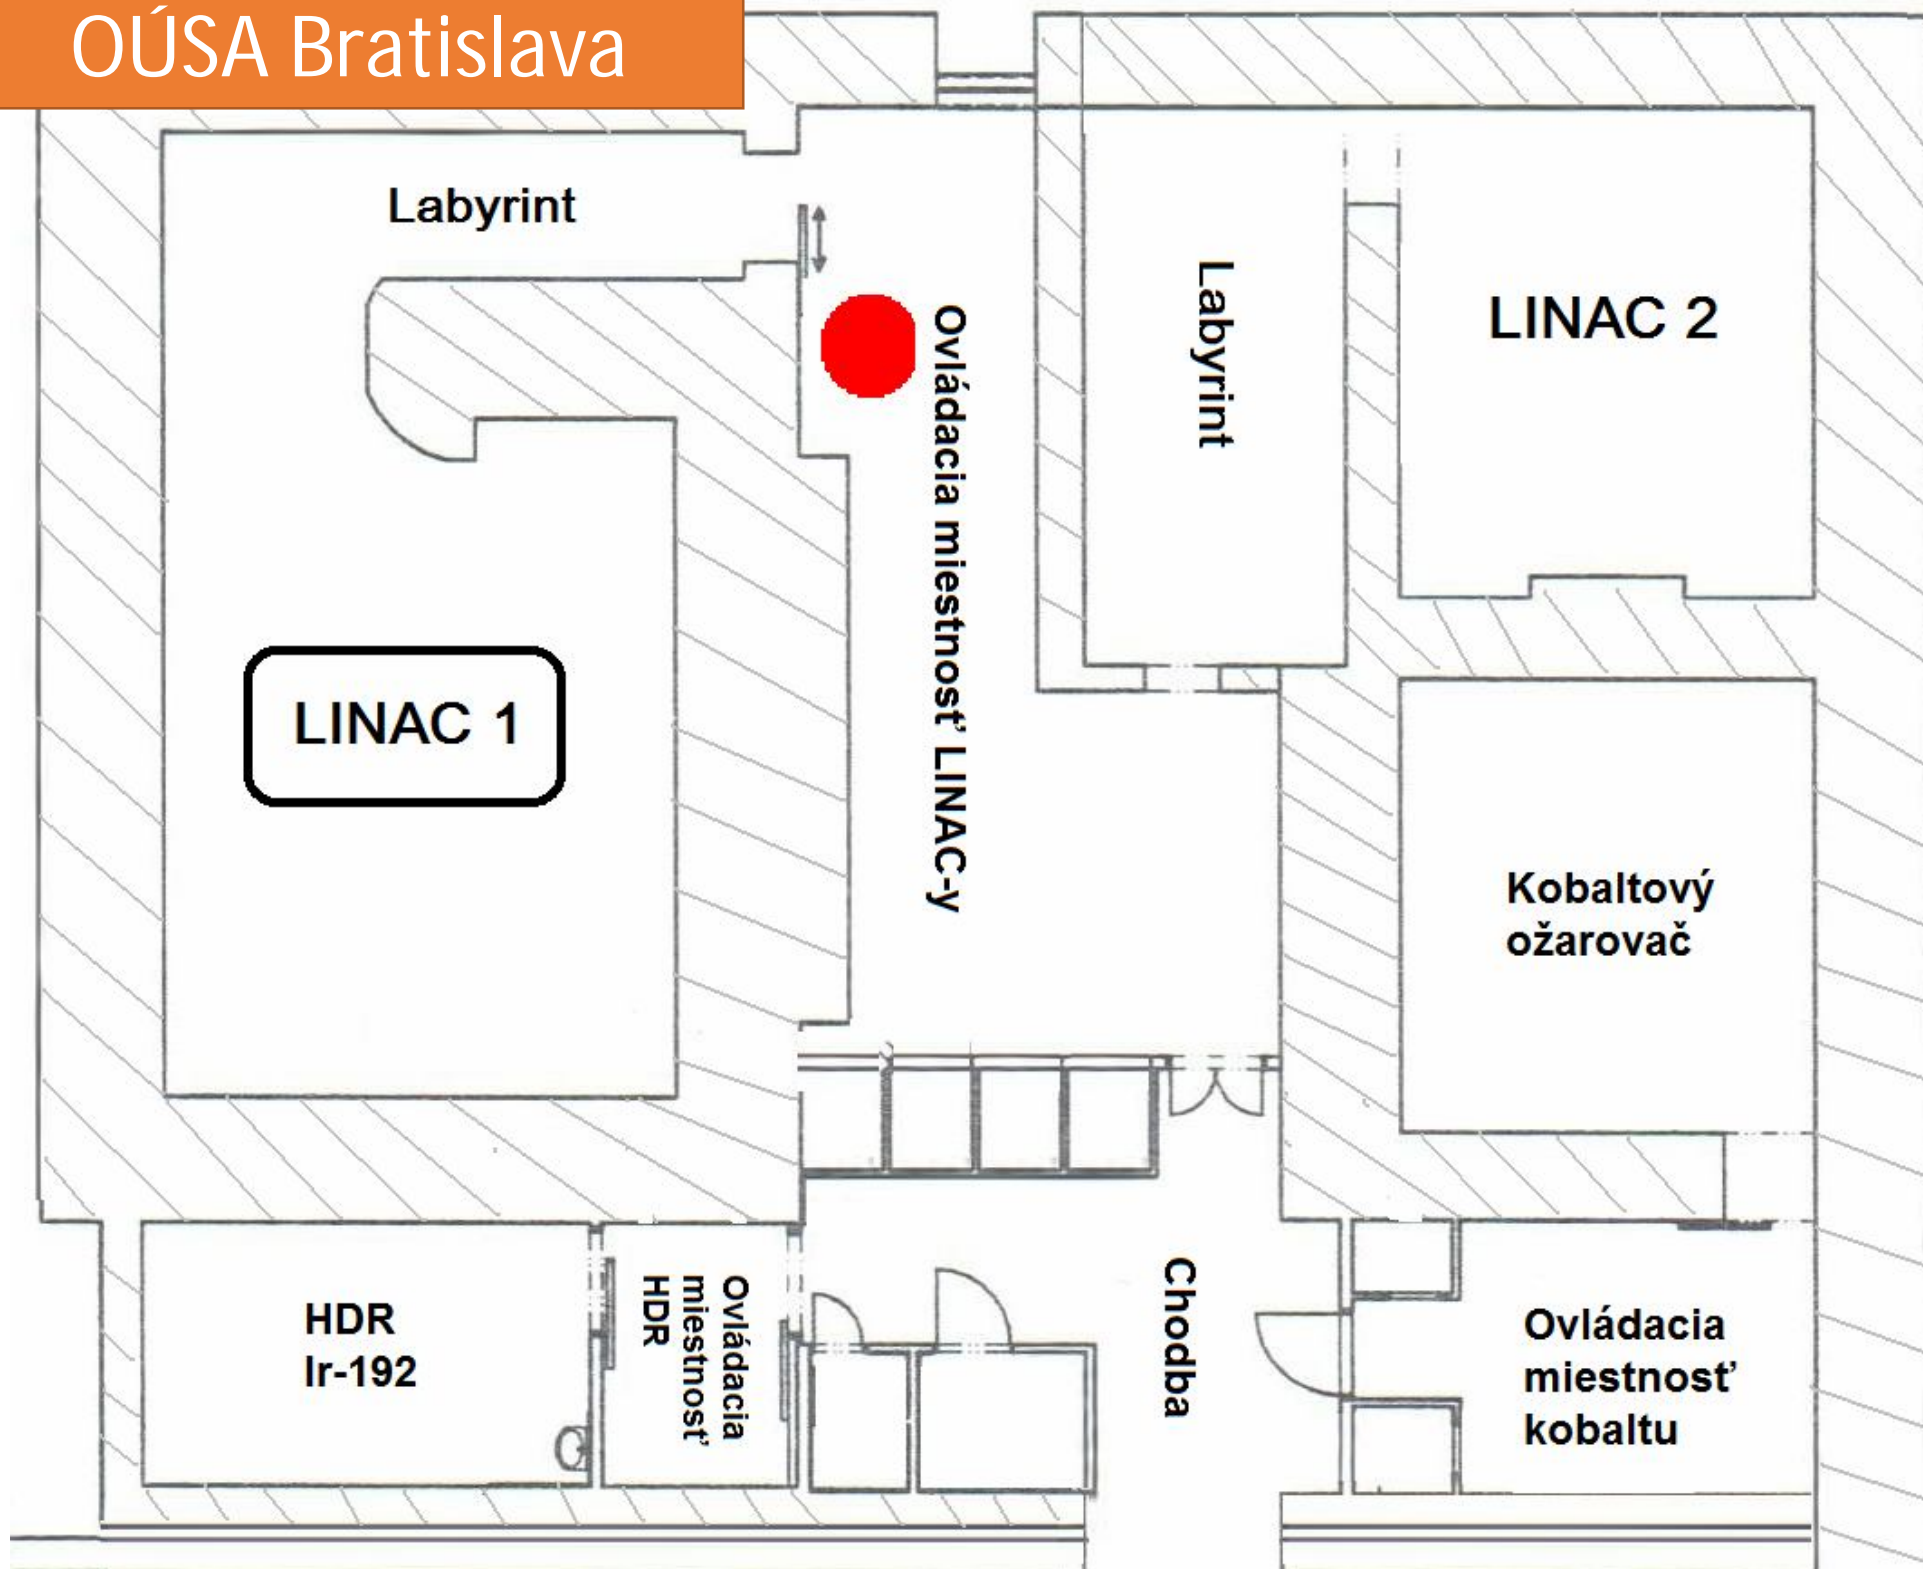 OÚSA Bratislava
Labyrint
Ovládacia miestnosť LINAC-y
Labyrint
LINAC 2
LINAC 1
Kobaltový
ožarovač
HDR
Ir-192
Ovládacia
miestnosť
HDR
Chodba
Ovládacia
miestnosť
kobaltu